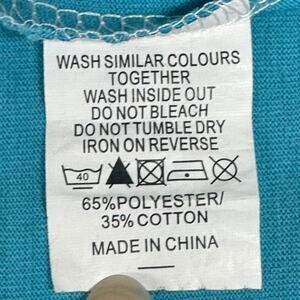 WASH SIMILAR COLOURS
TOGETHER
WASH INSIDE OUT
DO NOT BLEACH
DO NOT TUMBLE DRY
IRON ON REVERSE
40
65%POLYESTER/
35%COTTON
MADE IN CHINA